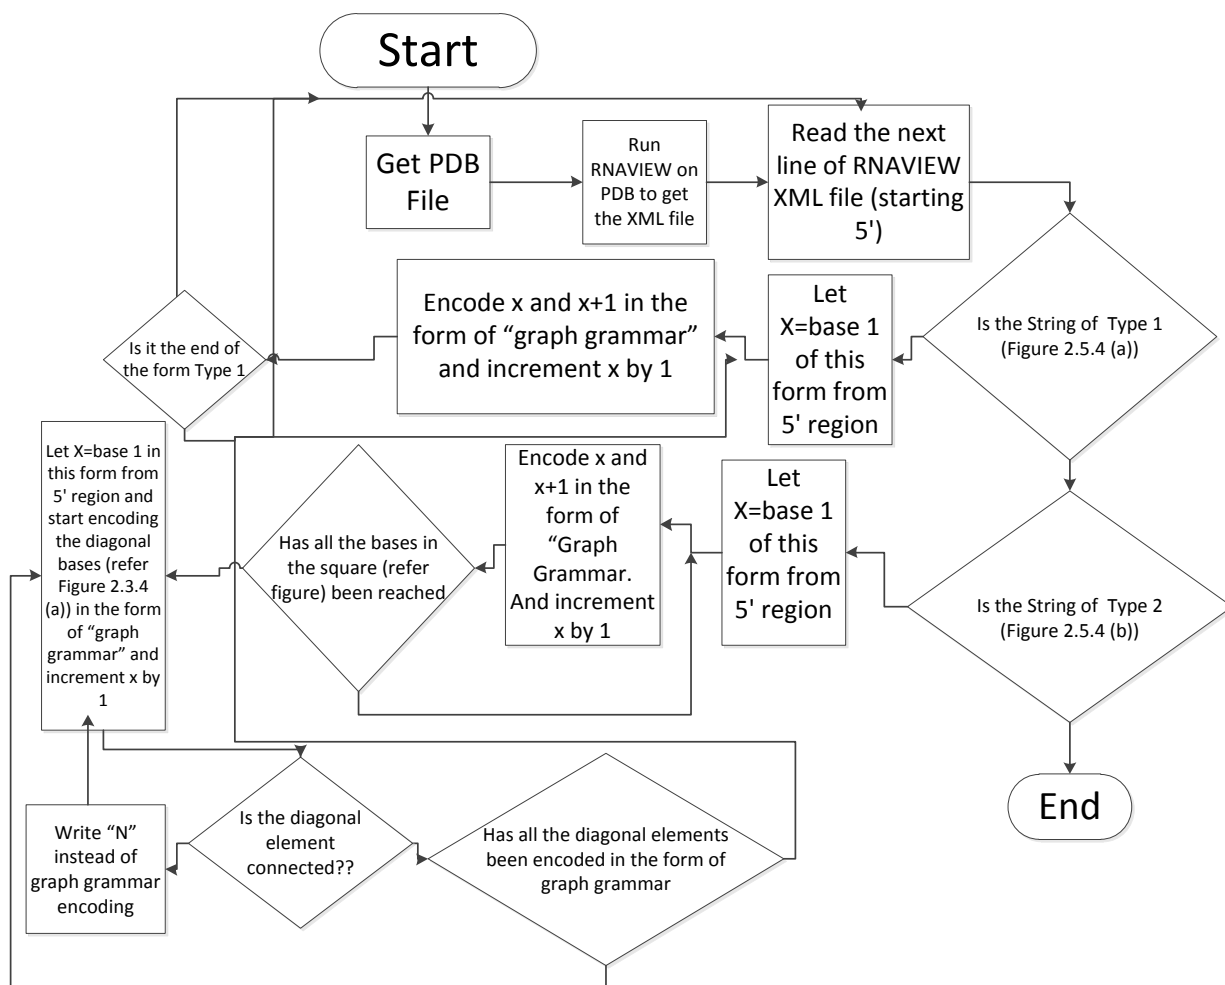 Start
Get PDB
File
Run
RNAVIEW on
PDB to get
the XML file
Read the next
line of RNAVIEW
XML file (starting
5')
Is the String of Type 1
(Figure 2.5.4 (a))
Let
X=base 1
of this
form from
5' region
Encode x and x+1 in the
form of “graph grammar”
and increment x by 1
Is it the end of
the form Type 1
Is the String of Type 2
(Figure 2.5.4 (b))
Let
X=base 1
of this
form from
5' region
Encode x and
x+1 in the
form of
“Graph
Grammar.
And increment
x by 1
Has all the bases in
the square (refer
figure) been reached
Let X=base 1 in
this form from
5' region and
start encoding
the diagonal
bases (refer
Figure 2.3.4
(a)) in the form
of “graph
grammar” and
increment x by
1
Is the diagonal
element
connected??
Write “N”
instead of
graph grammar
encoding
Has all the diagonal elements
been encoded in the form of
graph grammar
End